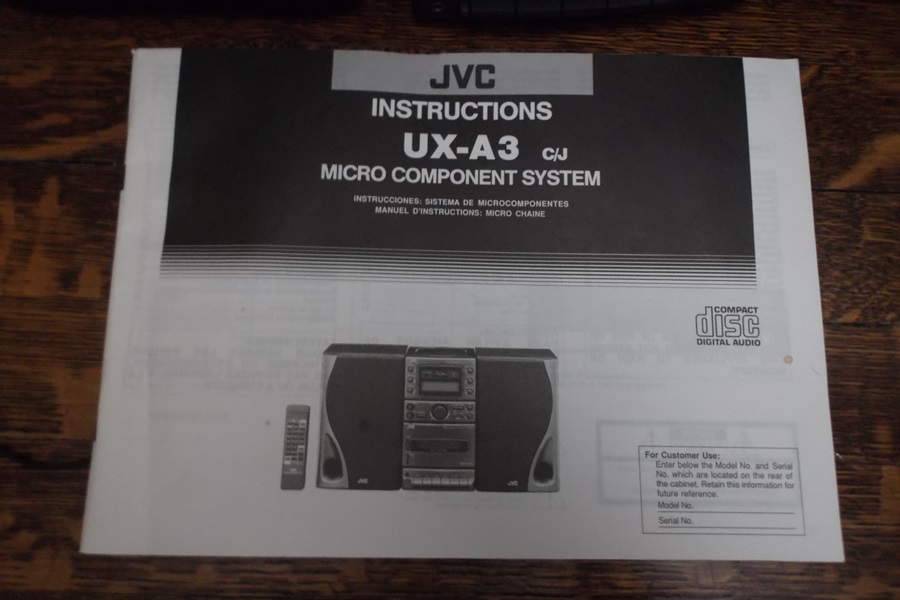 JVC
INSTRUCTIONS
UX-A3 C/J
MICRO COMPONENT SYSTEM
INSTRUCCIONES: SISTEMA DE MICROCOMPONENTES
MANUEL D'INSTRUCTIONS: MICRO CHAINE
COMPACT
disc
DIGITAL AUDIO
JVC
JVC
For Customer Use:
Enter below the Model No. and Serial
No. which are located on the rear of
the cabinet. Retain this information for
future reference.
Model No.
Serial No.